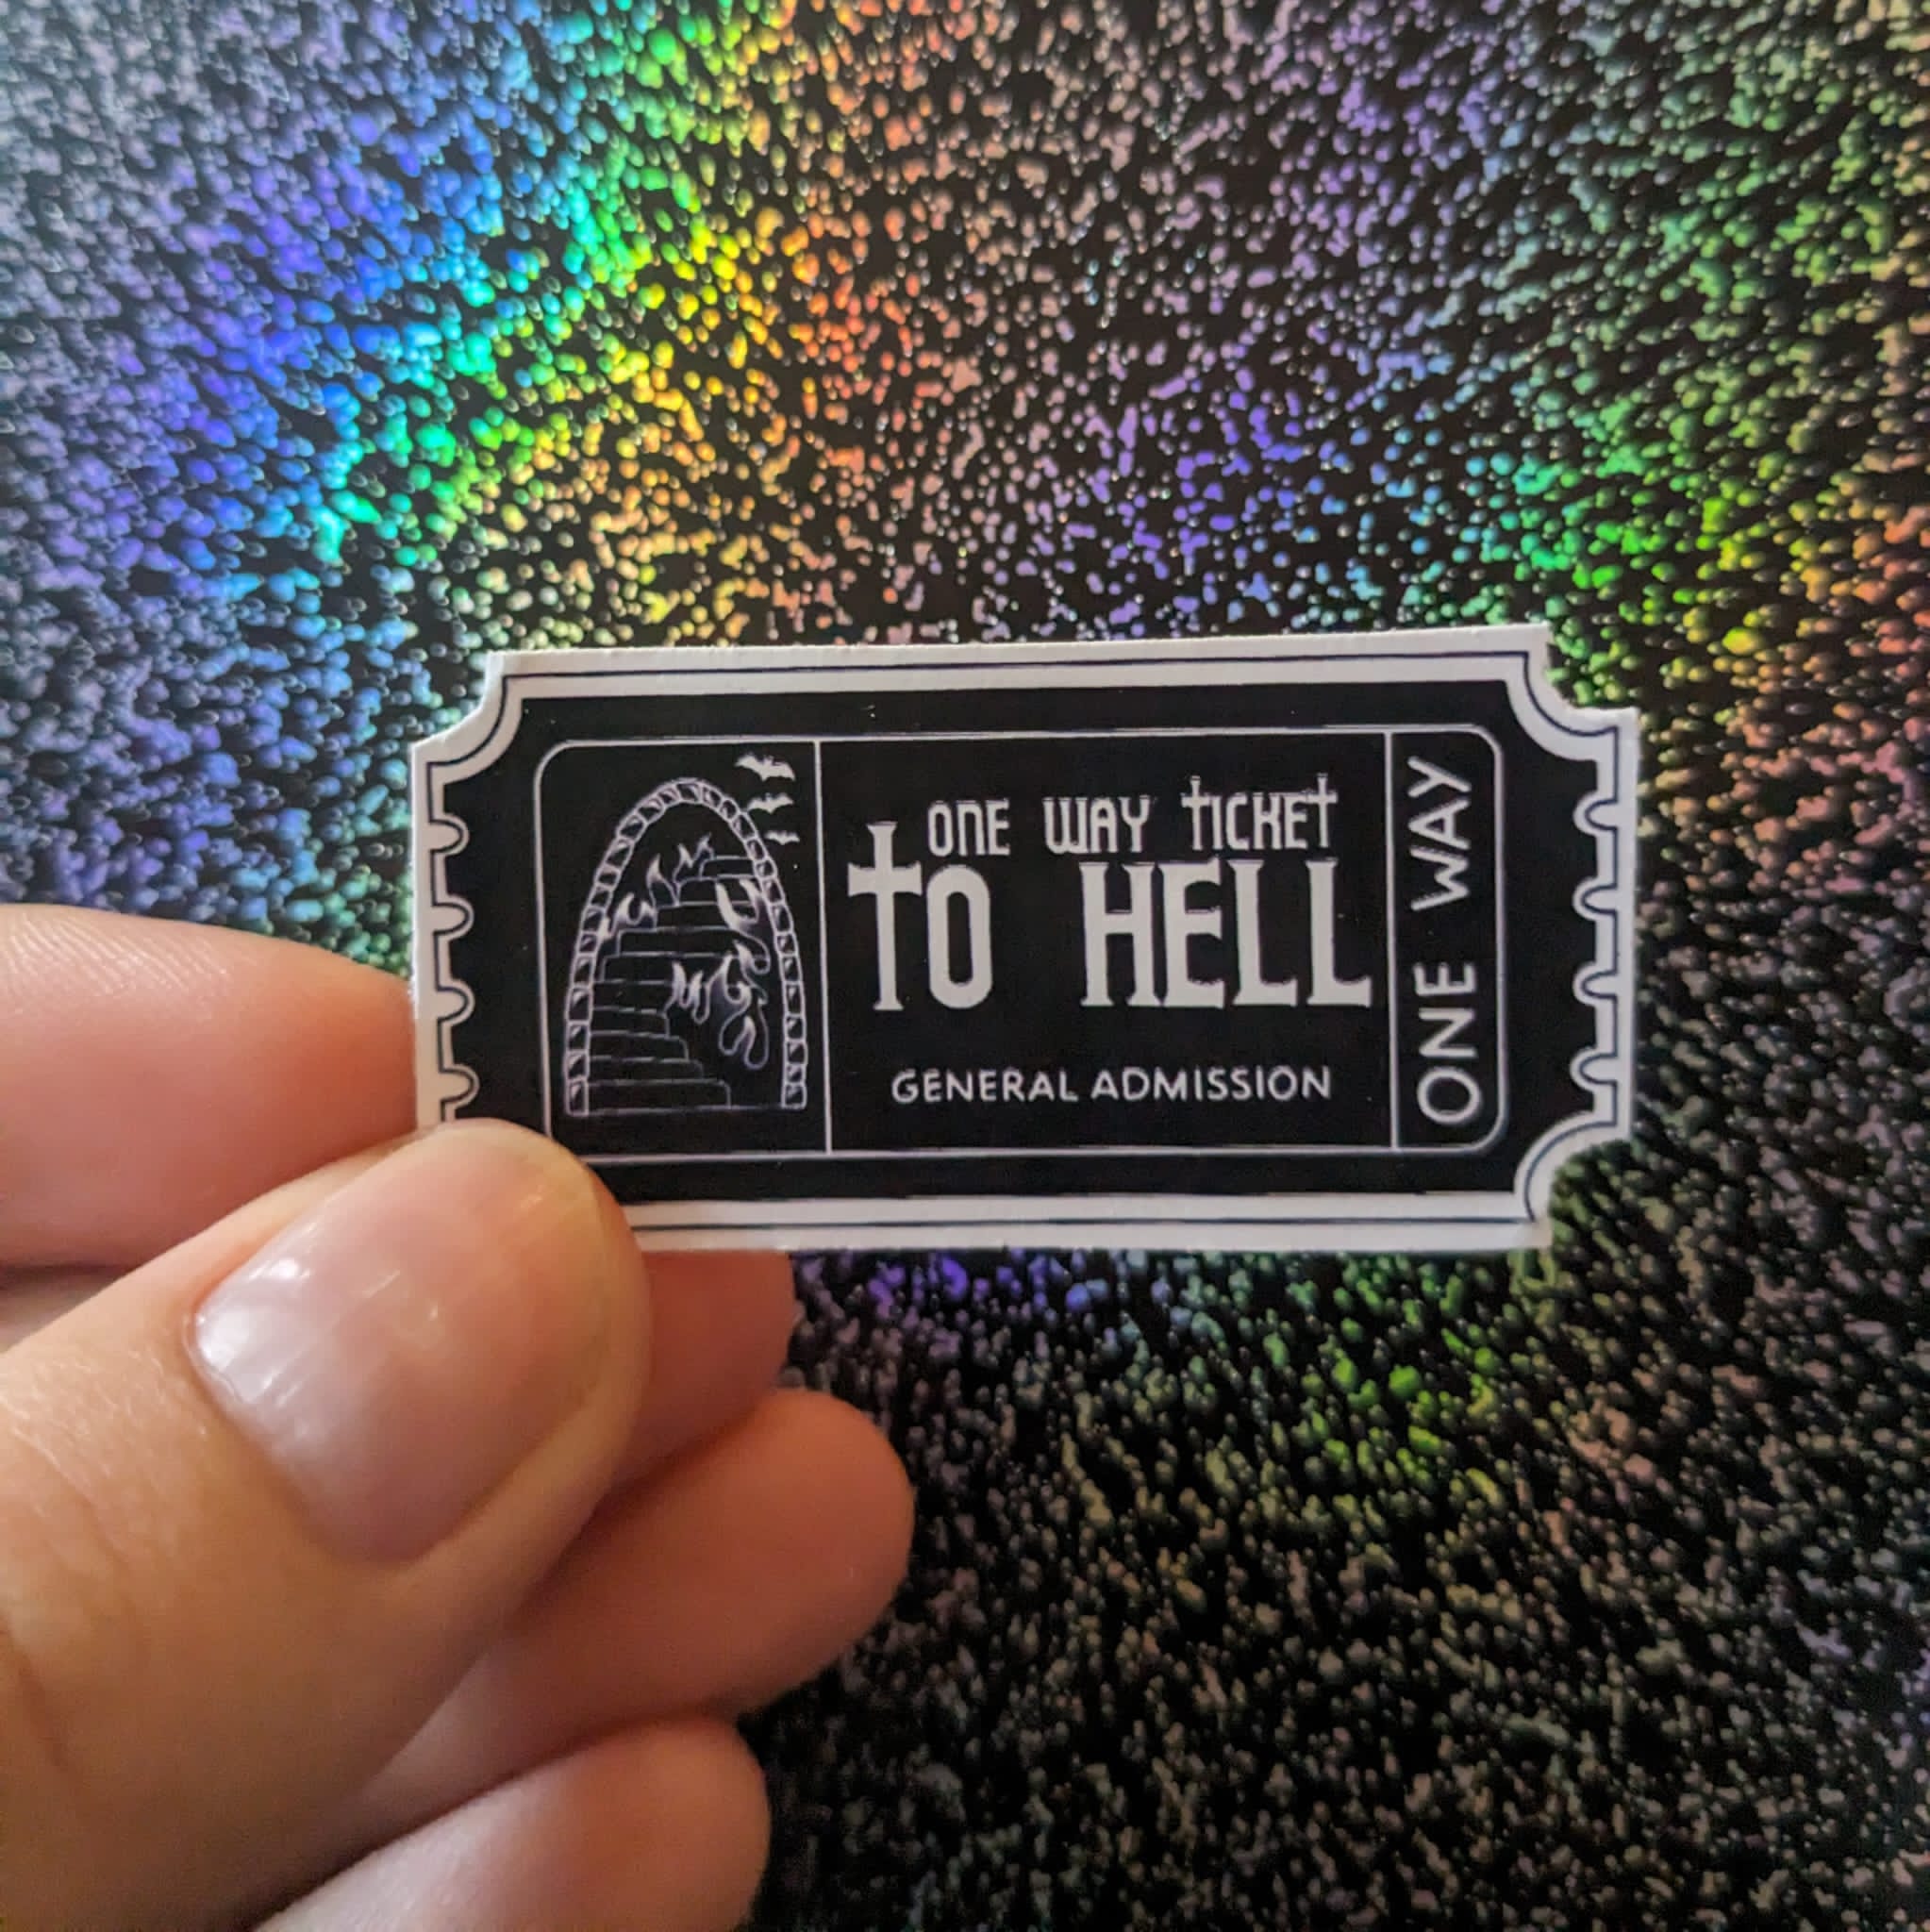 ONE WAY TICKET
TO HELL
GENERAL ADMISSION
ONE WAY